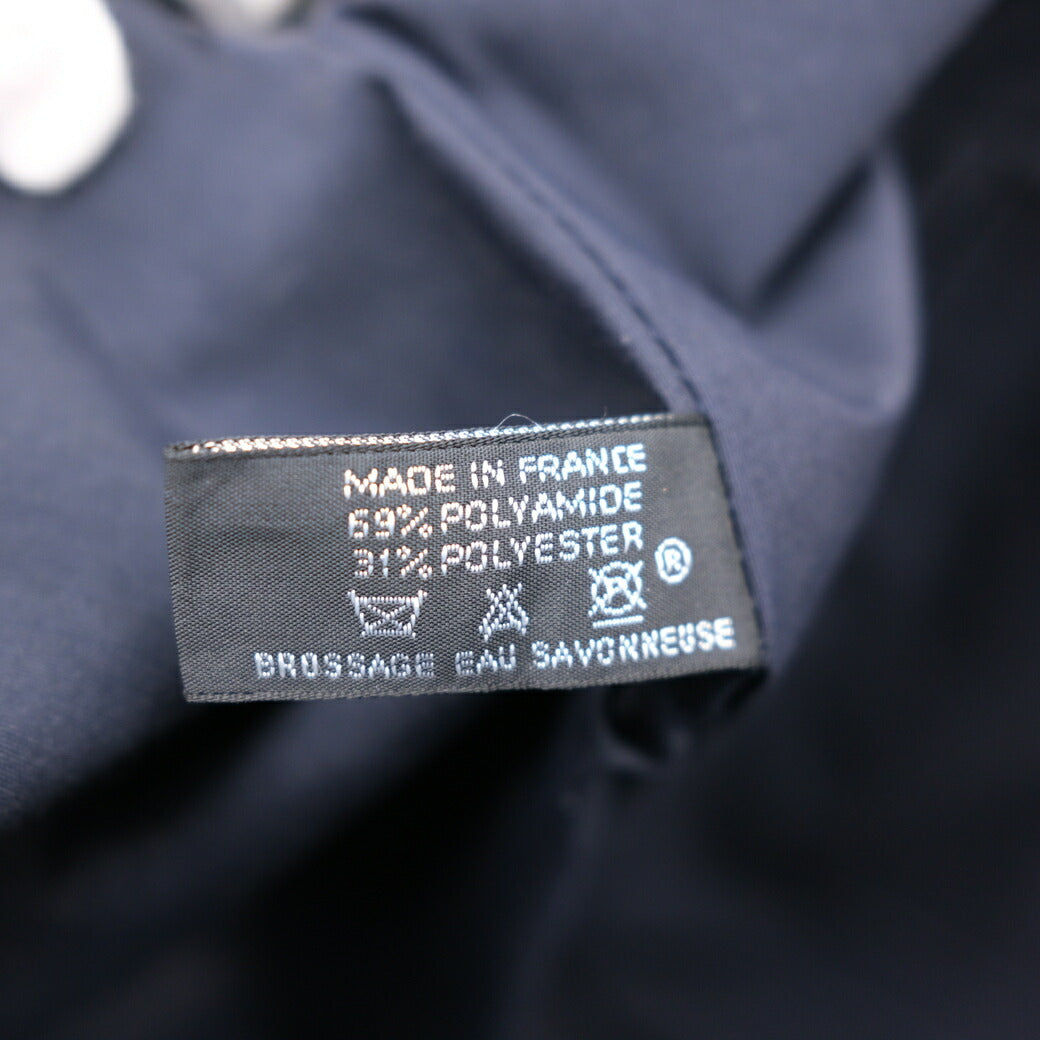 MADE IN FRANCE
69% POLYAMIDE
31% POLYESTER
®
BROSSAGE EAU SAVONNEUSE